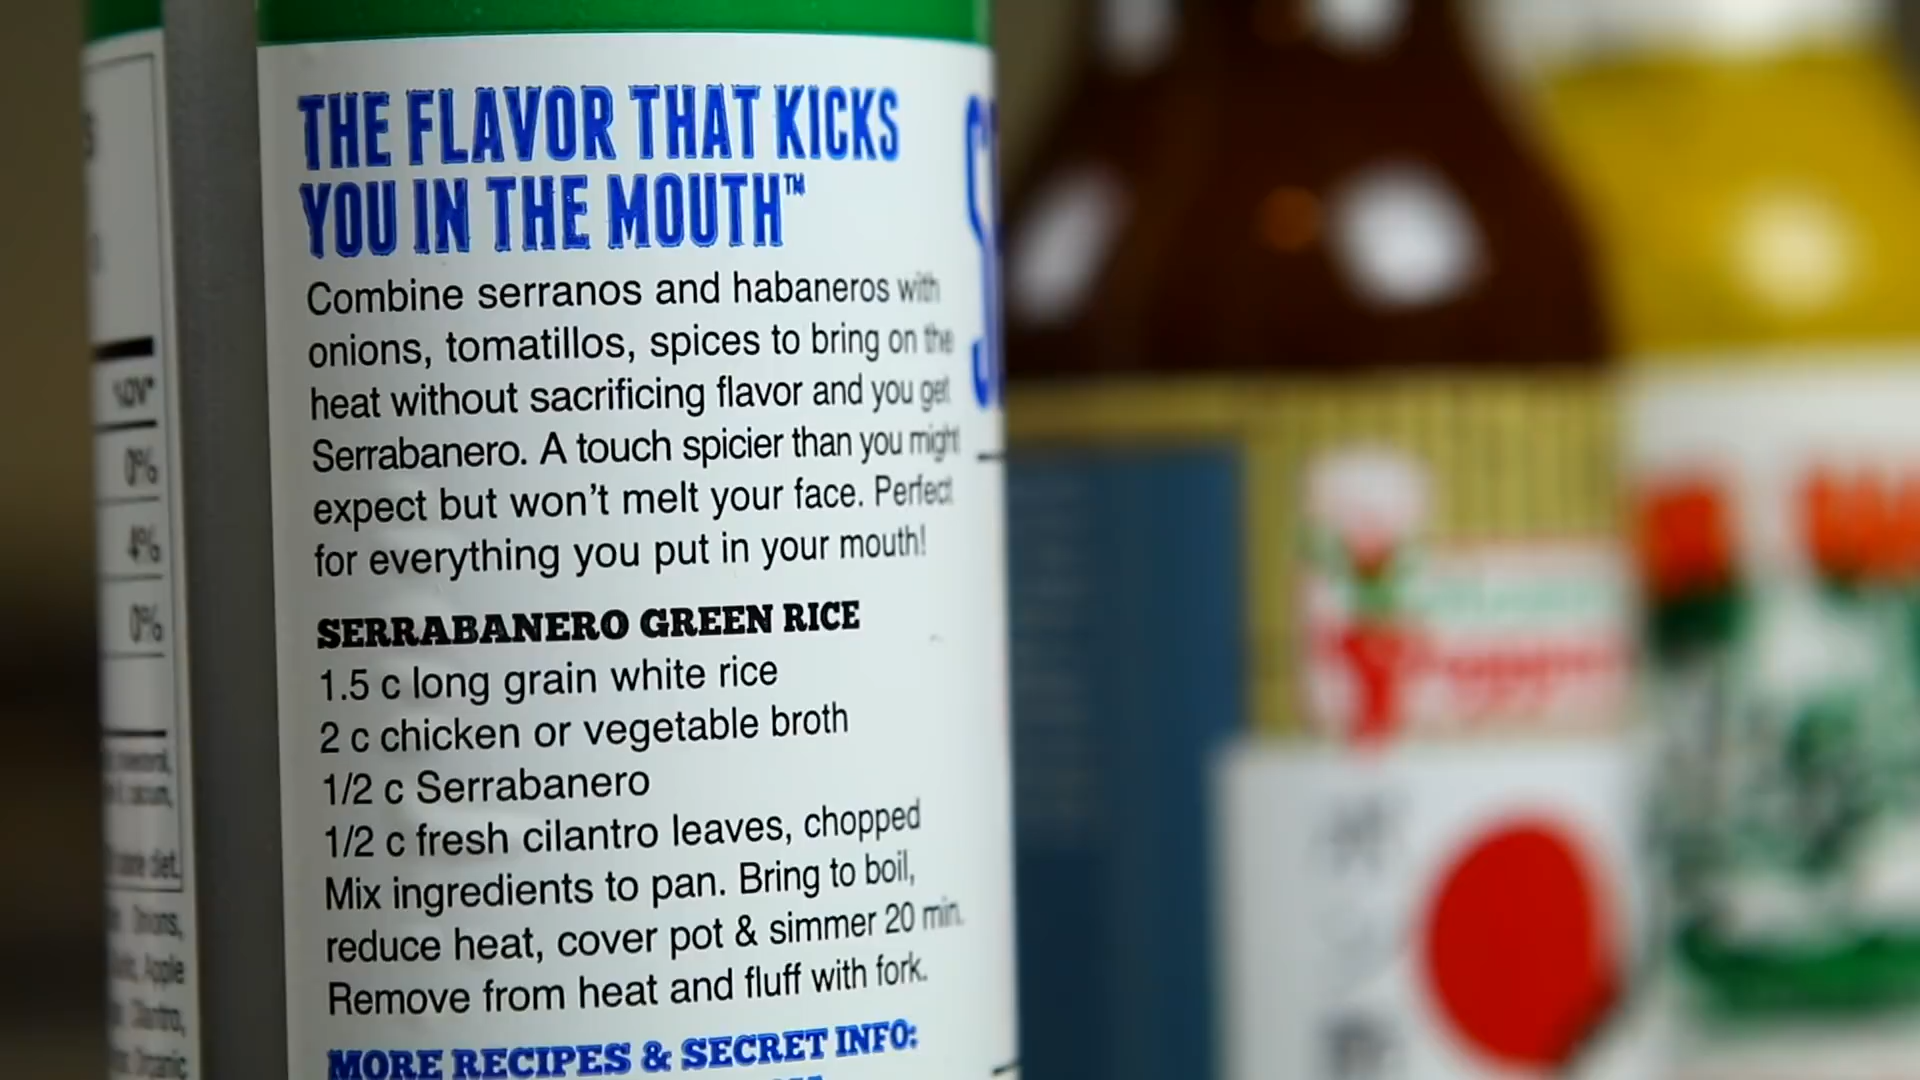 THE FLAVOR THAT KICKS
YOU IN THE MOUTH™
Combine serranos and habaneros with
onions, tomatillos, spices to bring on the
heat without sacrificing flavor and you get
Serrabanero. A touch spicier than you might
expect but won't melt your face. Perfect
for everything you put in your mouth!
SERRABANERO GREEN RICE
1.5 c long grain white rice
2 c chicken or vegetable broth
1/2 c Serrabanero
1/2 c fresh cilantro leaves, chopped
Mix ingredients to pan. Bring to boil,
reduce heat, cover pot & simmer 20 min.
Remove from heat and fluff with fork.
MORE RECIPES & SECRET INFO:
%DV*
0%
4%
0%
diet.
Onions,
Apple
Organic